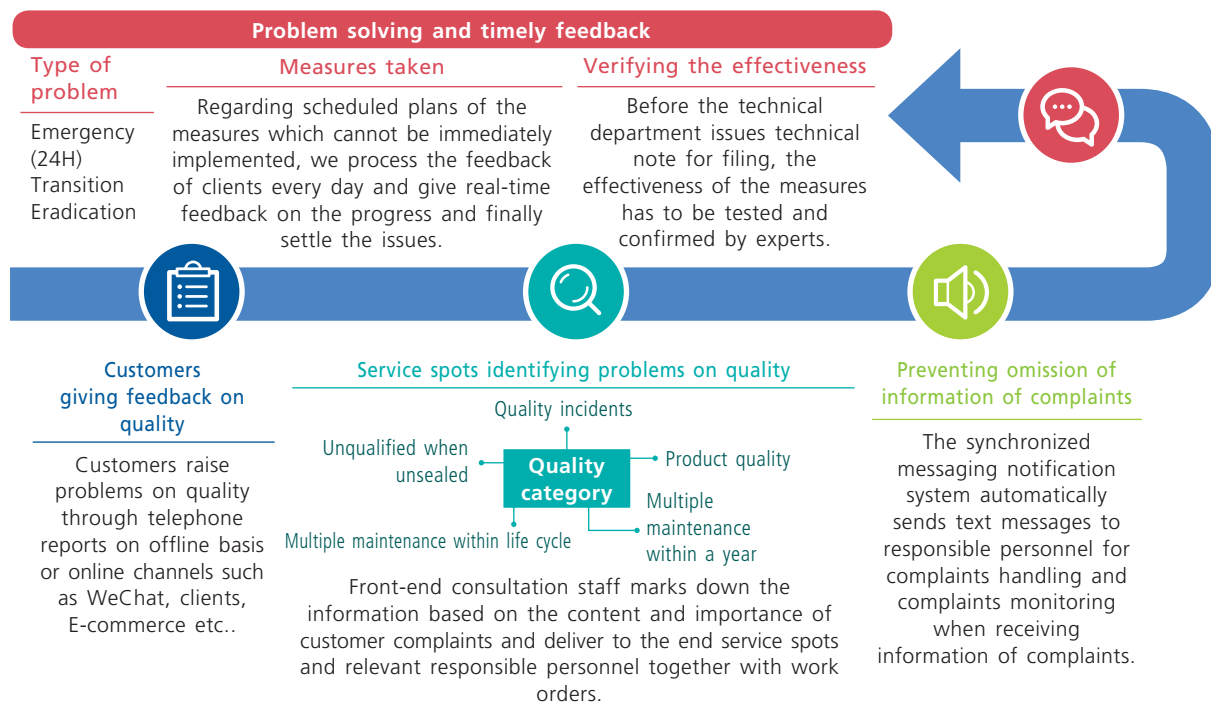 Problem solving and timely feedback
Type of
problem
Emergency
(24H)
Transition
Eradication
Measures taken
Regarding scheduled plans of the
measures which cannot be immediately
implemented, we process the feedback
of clients every day and give real-time
feedback on the progress and finally
settle the issues.
Verifying the effectiveness
Before the technical
department issues technical
note for filing, the
effectiveness of the measures
has to be tested and
confirmed by experts.
Customers
giving feedback on
quality
Customers raise
problems on quality
through telephone
reports on offline basis
or online channels such
as WeChat, clients,
E-commerce etc..
Service spots identifying problems on quality
Quality incidents
Unqualified when
unsealed
Quality
category
Product quality
Multiple maintenance within life cycle
Multiple
maintenance
within a year
Front-end consultation staff marks down the
information based on the content and importance of
customer complaints and deliver to the end service spots
and relevant responsible personnel together with work
orders.
Preventing omission of
information of complaints
The synchronized
messaging notification
system automatically
sends text messages to
responsible personnel for
complaints handling and
complaints monitoring
when receiving
information of complaints.